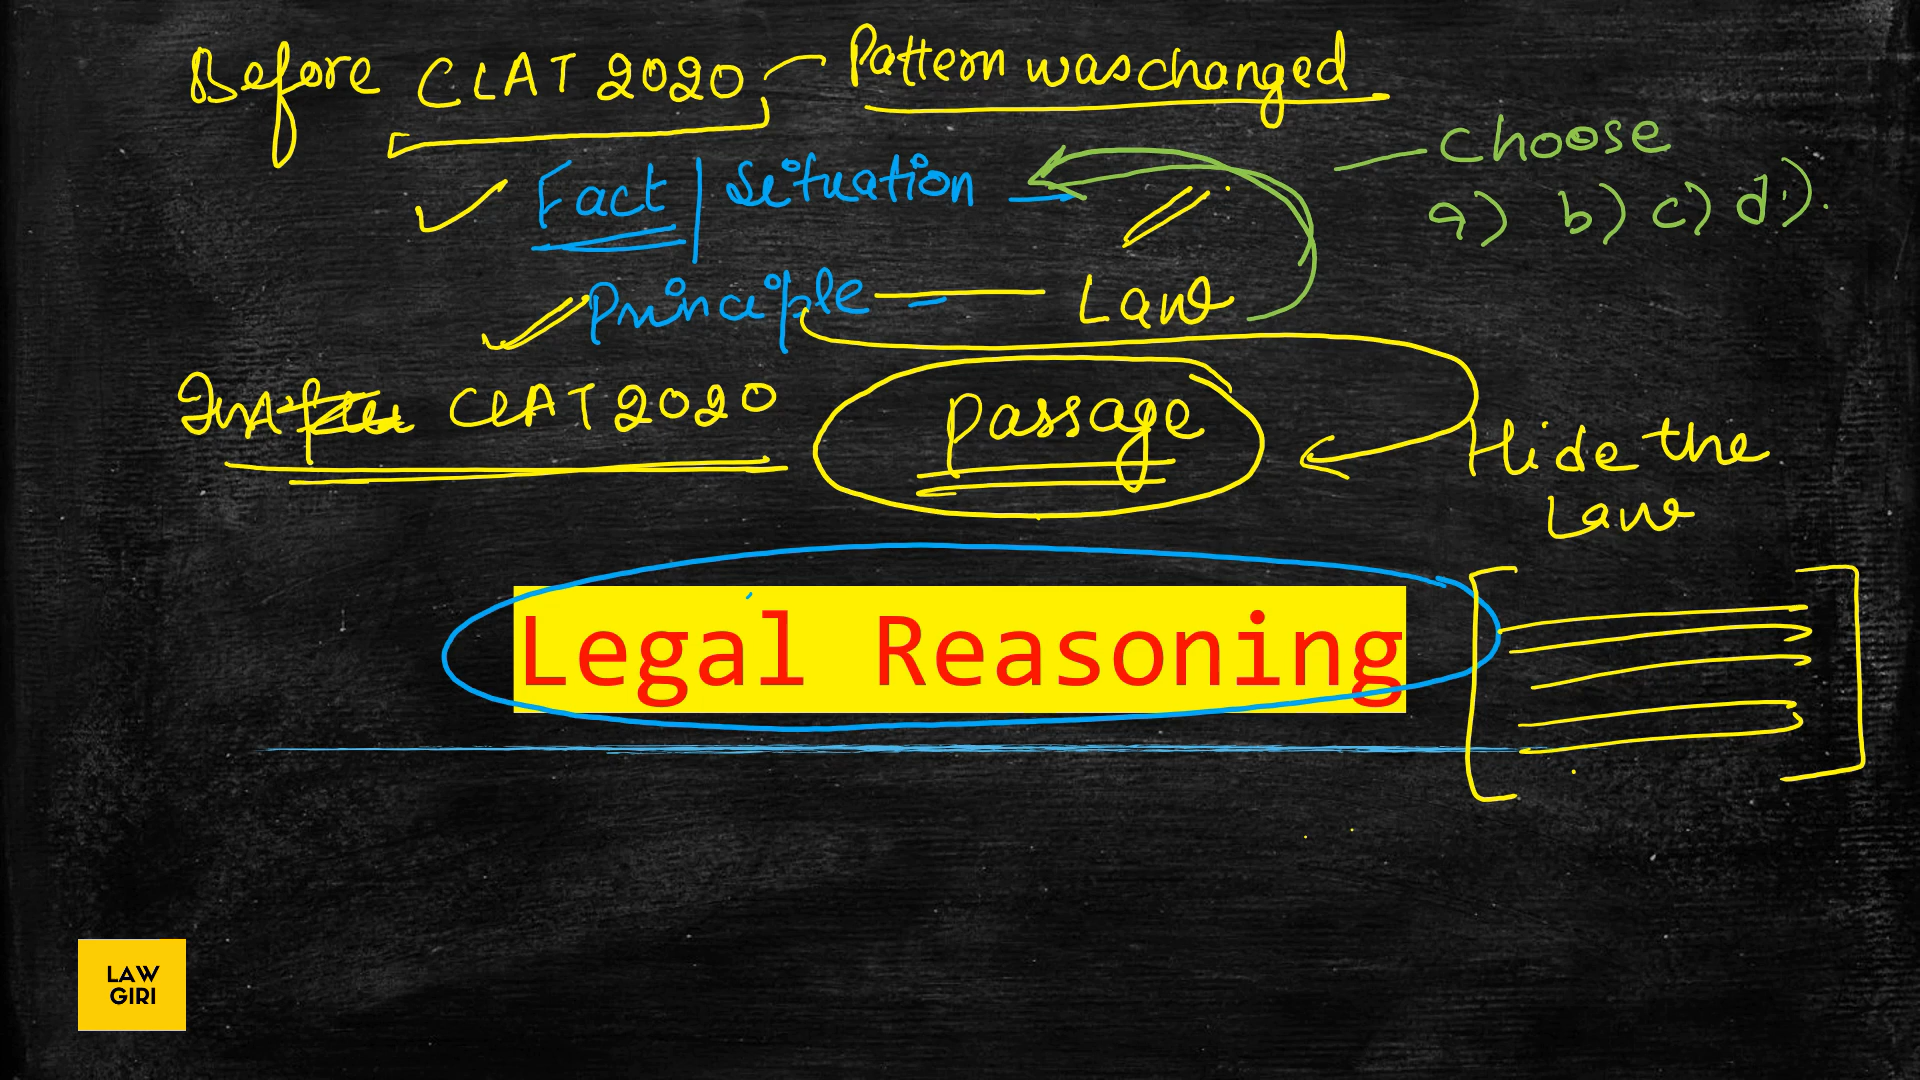 Before CLAT 2020 Pattern was changed
Choose
Fact | Situation
a) b) c) d)
Principle Law
CLAT 2020 passage
Hide the
Law
Legal Reasoning
LAW
GIRI